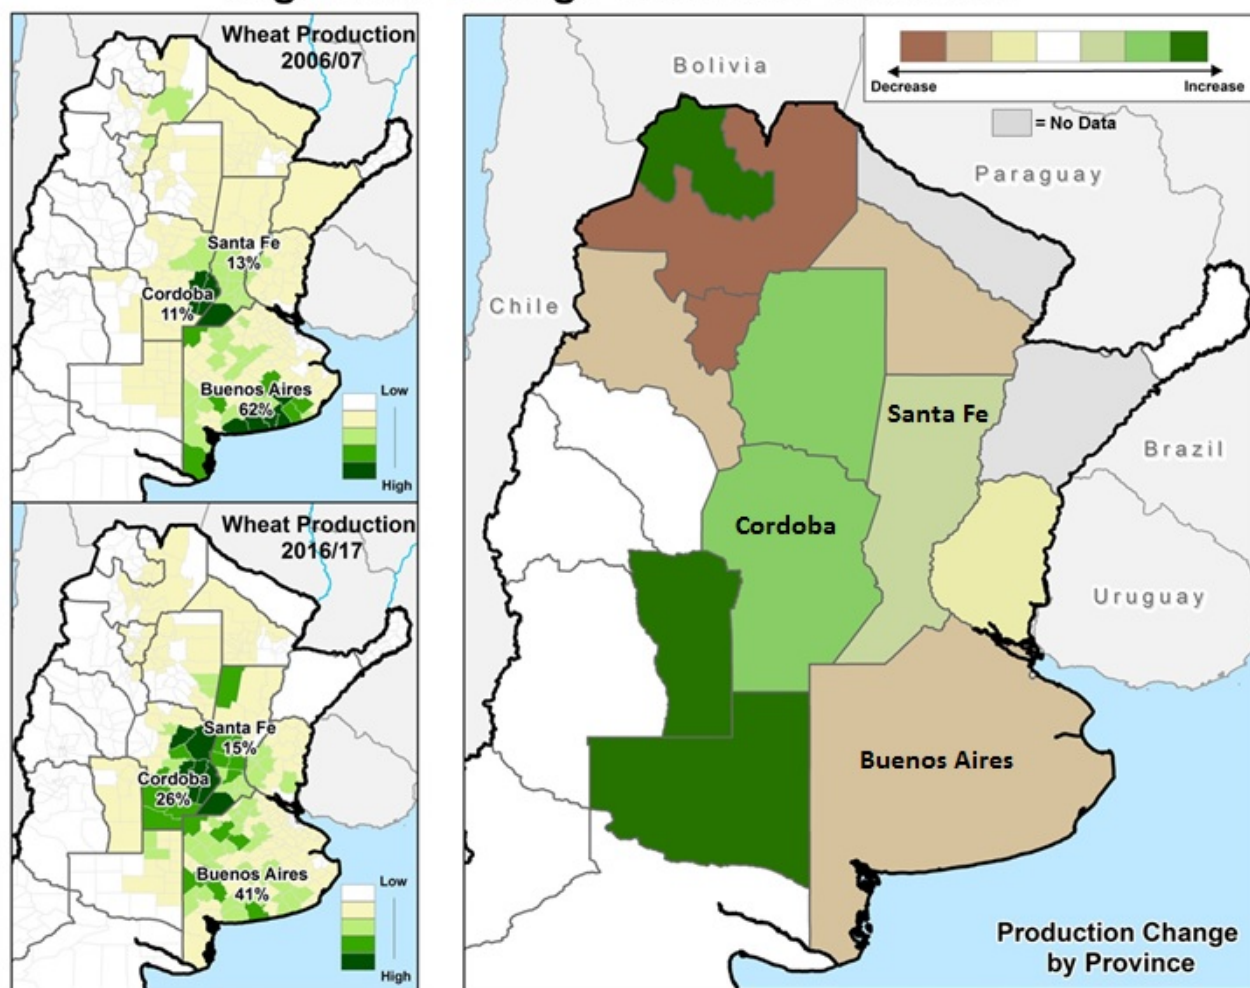 Wheat Production
2006/07
Santa Fe
13%
Cordoba
11%
Buenos Aires
62%
Low
High
Wheat Production
2016/17
Santa Fe
15%
Cordoba
26%
Buenos Aires
41%
Low
High
Decrease
Increase
= No Data
Bolivia
Paraguay
Chile
Brazil
Uruguay
Santa Fe
Cordoba
Buenos Aires
Production Change
by Province